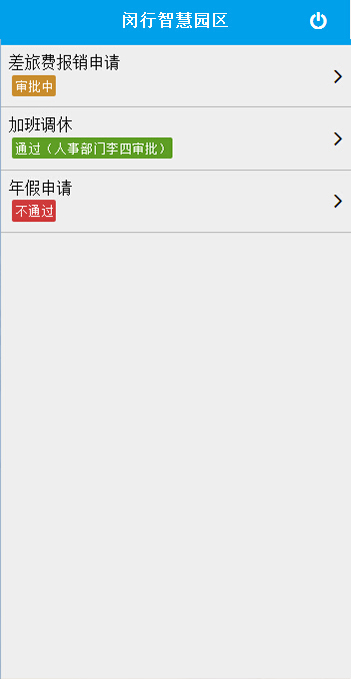 闵行智慧园区
差旅费报销申请
审批中
加班调休
通过（人事部门李四审批）
年假申请
不通过